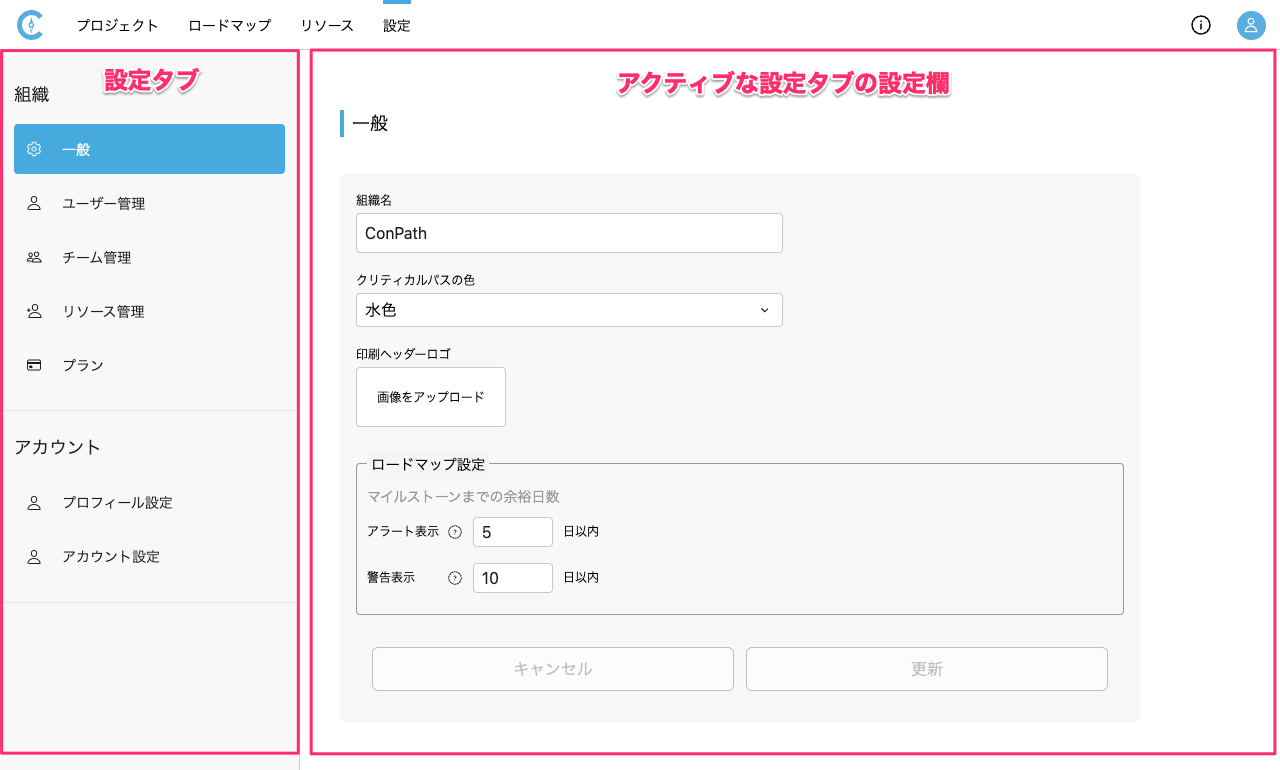 プロジェクト ロードマップ リソース 設定
設定タブ
組織
一般
ユーザー管理
チーム管理
リソース管理
プラン
アカウント
プロフィール設定
アカウント設定
アクティブな設定タブの設定欄
一般
組織名
ConPath
クリティカルパスの色
水色
印刷ヘッダーロゴ
画像をアップロード
ロードマップ設定
マイルストーンまでの余裕日数
アラート表示 ? 5 日以内
警告表示 ? 10 日以内
キャンセル 更新